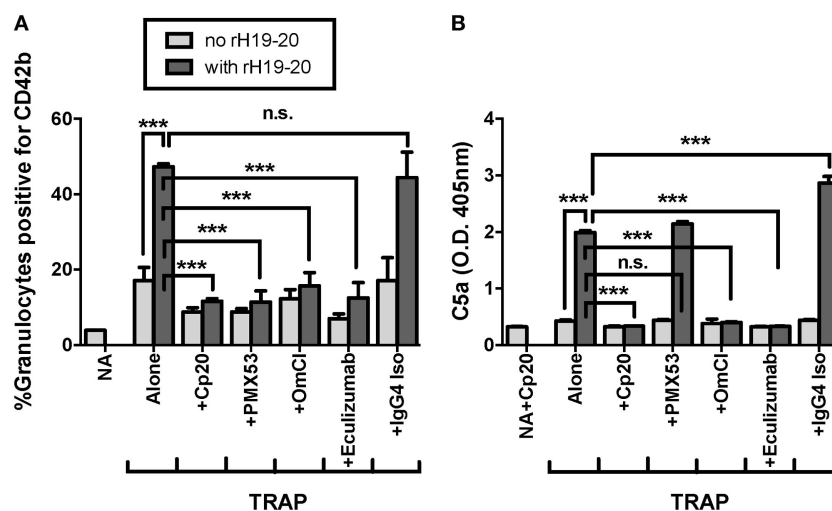 A
no rH19-20
with rH19-20
%Granulocytes positive for CD42b
60
40
20
0
***
n.s.
***
***
***
***
NA
Alone
+Cp20
+PMX53
+OmCI
+Eculizumab
+IgG4 Iso
TRAP
B
C5a (O.D. 405nm)
4
3
2
1
0
***
***
***
***
n.s.
***
NA+Cp20
Alone
+Cp20
+PMX53
+OmCI
+Eculizumab
+IgG4 Iso
TRAP